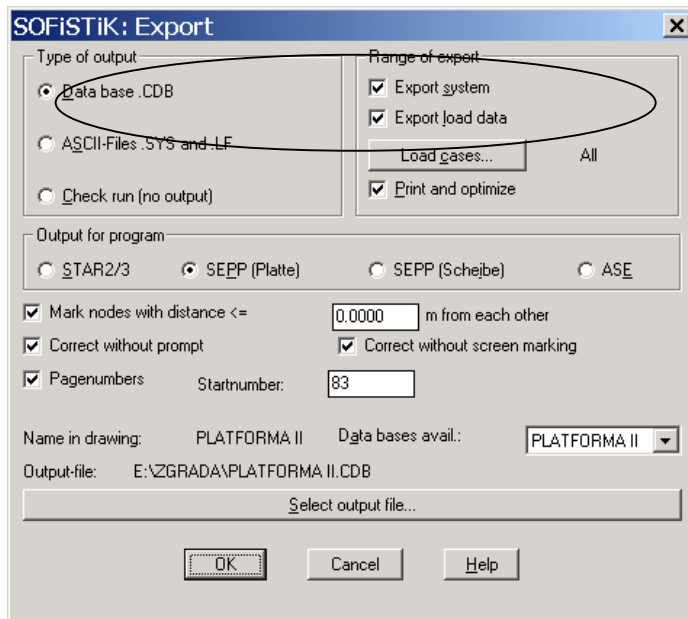 SOFiSTiK: Export
Type of output
Data base .CDB
ASCII-Files .SYS and .LF
Check run (no output)
Range of export
Export system
Export load data
Load cases... All
Print and optimize
Output for program
STAR2/3 SEPP (Platte) SEPP (Scheibe) ASE
Mark nodes with distance <= 0.0000 m from each other
Correct without prompt Correct without screen marking
Pagenumbers Startnumber: 83
Name in drawing: PLATFORMA II Data bases avail.: PLATFORMA II
Output-file: E:\ZGRADA\PLATFORMA II.CDB
Select output file...
OK Cancel Help